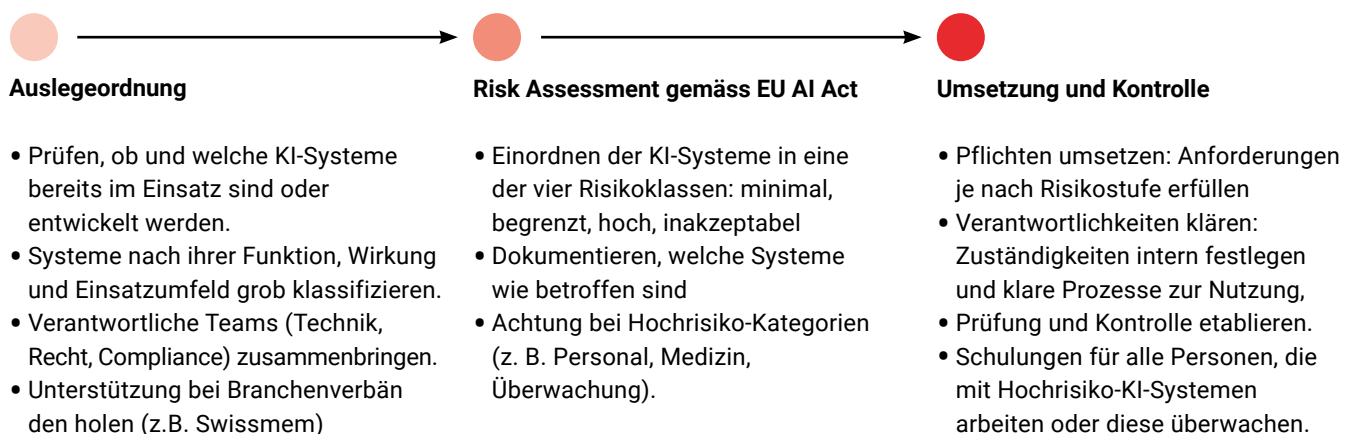 Auslegeordnung
• Prüfen, ob und welche KI-Systeme
bereits im Einsatz sind oder
entwickelt werden.
• Systeme nach ihrer Funktion, Wirkung
und Einsatzumfeld grob klassifizieren.
• Verantwortliche Teams (Technik,
Recht, Compliance) zusammenbringen.
• Unterstützung bei Branchenverbän
den holen (z.B. Swissmem)
Risk Assessment gemäss EU AI Act
• Einordnen der KI-Systeme in eine
der vier Risikoklassen: minimal,
begrenzt, hoch, inakzeptabel
• Dokumentieren, welche Systeme
wie betroffen sind
• Achtung bei Hochrisiko-Kategorien
(z. B. Personal, Medizin,
Überwachung).
Umsetzung und Kontrolle
• Pflichten umsetzen: Anforderungen
je nach Risikostufe erfüllen
• Verantwortlichkeiten klären:
Zuständigkeiten intern festlegen
und klare Prozesse zur Nutzung,
• Prüfung und Kontrolle etablieren.
• Schulungen für alle Personen, die
mit Hochrisiko-KI-Systemen
arbeiten oder diese überwachen.